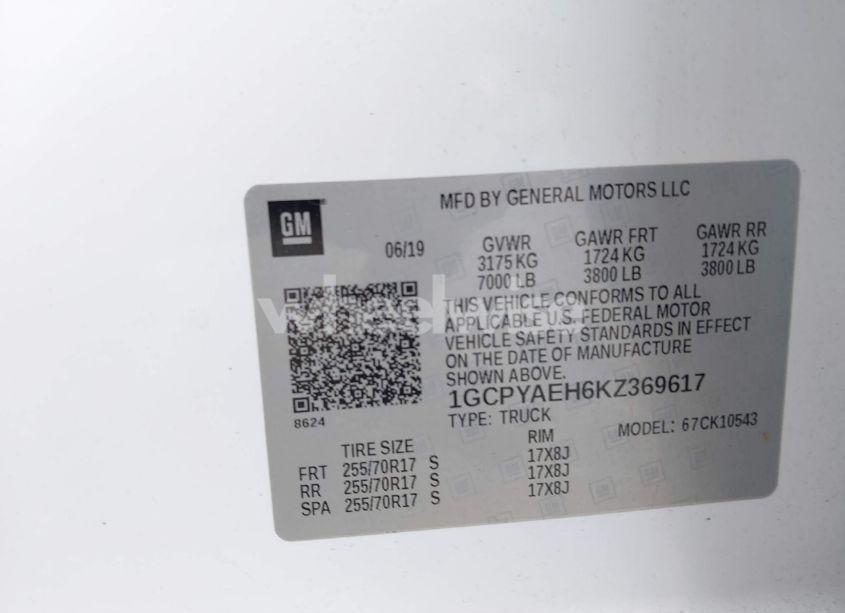 MFD BY GENERAL MOTORS LLC
GM
06/19
GVWR GAWR FRT GAWR RR
3175 KG 1724 KG 1724 KG
7000 LB 3800 LB 3800 LB
THIS VEHICLE CONFORMS TO ALL
APPLICABLE U.S. FEDERAL MOTOR
VEHICLE SAFETY STANDARDS IN EFFECT
ON THE DATE OF MANUFACTURE
SHOWN ABOVE.
1GCPYAEH6KZ369617
TYPE: TRUCK MODEL: 67CK10543
8624
TIRE SIZE RIM
FRT 255/70R17 S 17X8J
RR 255/70R17 S 17X8J
SPA 255/70R17 S 17X8J